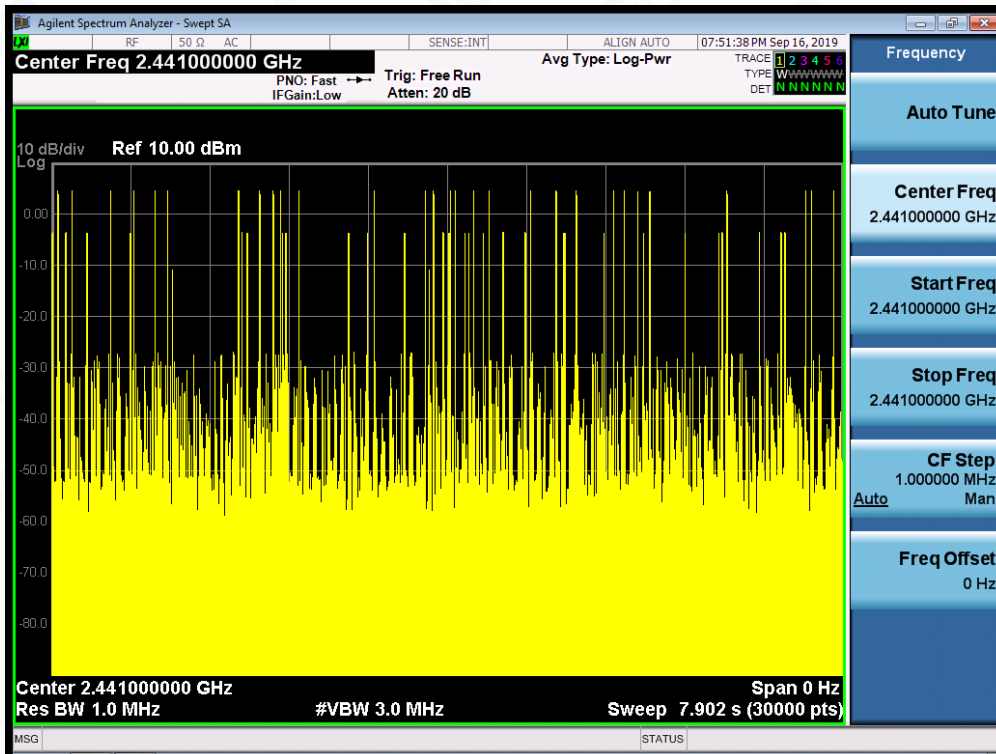 Agilent Spectrum Analyzer - Swept SA
LXI RF 50 Ω AC SENSE:INT ALIGN AUTO 07:51:38 PM Sep 16, 2019
Center Freq 2.441000000 GHz
PNO: Fast
IFGain:Low
Trig: Free Run
Atten: 20 dB
Avg Type: Log-Pwr
TRACE 1 2 3 4 5 6
TYPE WWWWWWW
DET N N N N N N
10 dB/div Ref 10.00 dBm
Log
0.00
-10.0
-20.0
-30.0
-40.0
-50.0
-60.0
-70.0
-80.0
Center 2.441000000 GHz Span 0 Hz
Res BW 1.0 MHz #VBW 3.0 MHz Sweep 7.902 s (30000 pts)
MSG STATUS
Frequency
Auto Tune
Center Freq
2.441000000 GHz
Start Freq
2.441000000 GHz
Stop Freq
2.441000000 GHz
CF Step
1.000000 MHz
Auto Man
Freq Offset
0 Hz